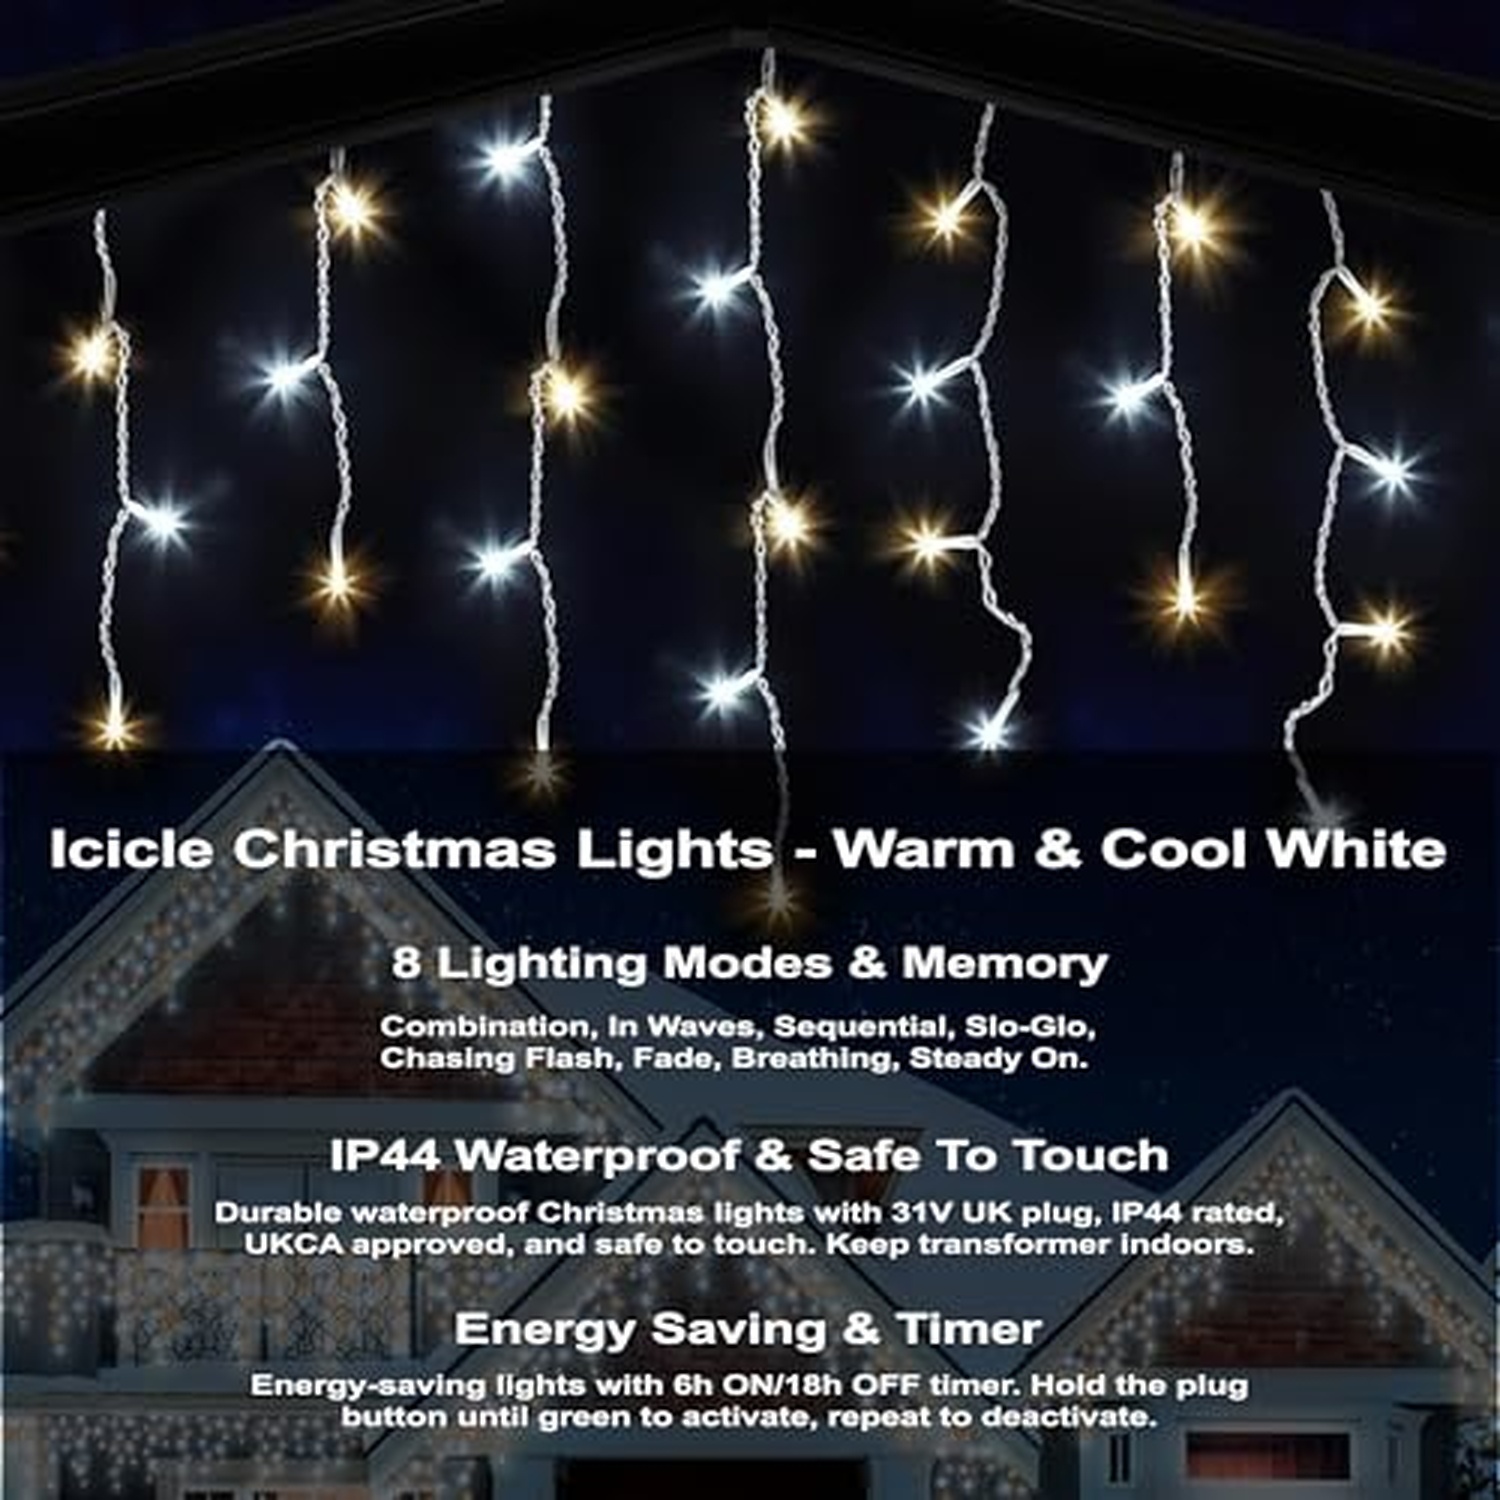 Icicle Christmas Lights - Warm & Cool White
8 Lighting Modes & Memory
Combination, In Waves, Sequential, Slo-Glo,
Chasing Flash, Fade, Breathing, Steady On.
IP44 Waterproof & Safe To Touch
Durable waterproof Christmas lights with 31V UK plug, IP44 rated,
UKCA approved, and safe to touch. Keep transformer indoors.
Energy Saving & Timer
Energy-saving lights with 6h ON/18h OFF timer. Hold the plug
button until green to activate, repeat to deactivate.